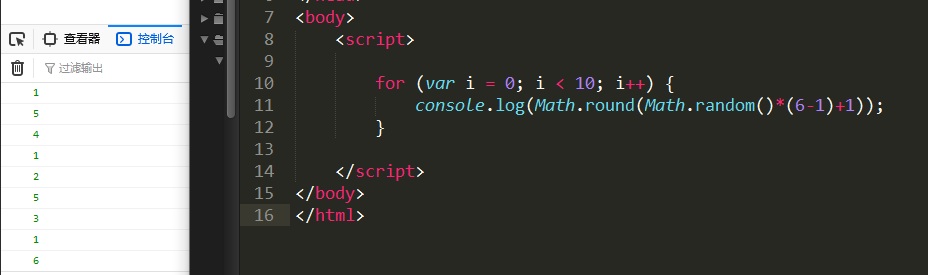 查看器 控制台
过滤输出
1
5
4
1
2
5
3
1
6
7 <body>
8 <script>
9
10 for (var i = 0; i < 10; i++) {
11 console.log(Math.round(Math.random()*(6-1)+1));
12 }
13
14 </script>
15 </body>
16 </html>